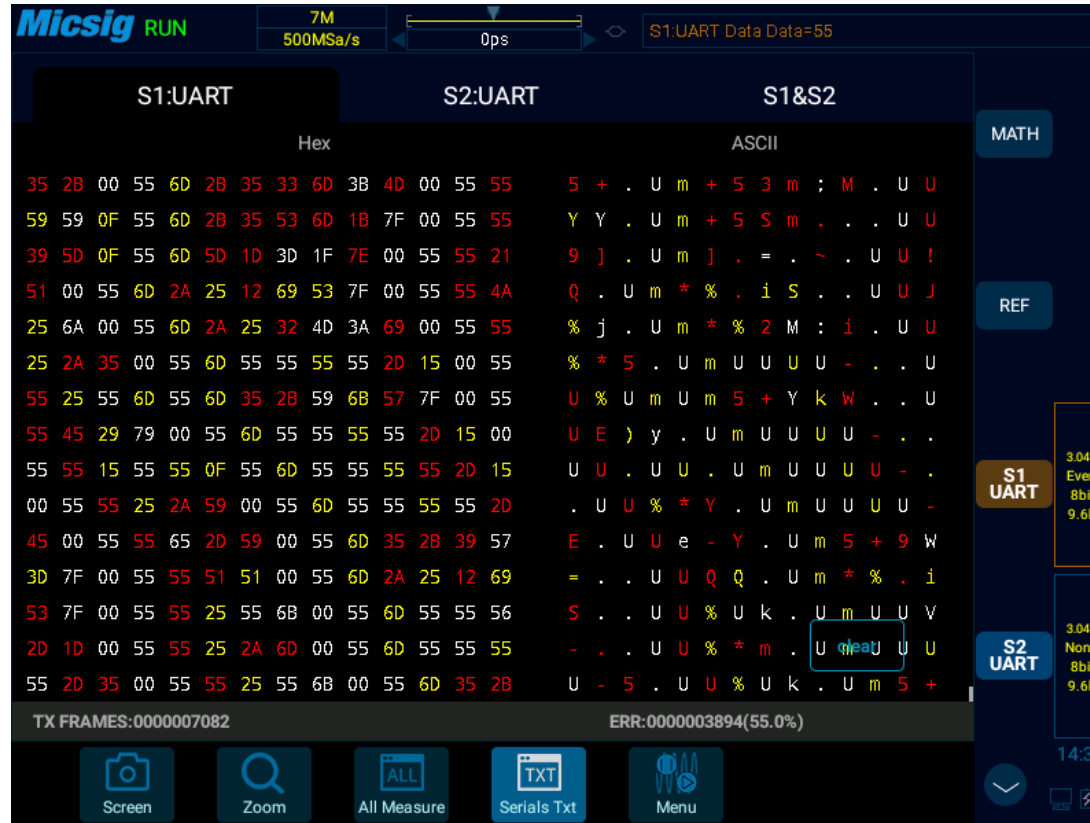 Micsig RUN 7M 500MSa/s 0ps S1:UART Data Data=55
S1:UART S2:UART S1&S2
MATH
Hex ASCII
35 2B 00 55 6D 2B 35 33 6D 3B 4D 00 55 55 5 + . U m + 5 3 m ; M . U U
59 59 0F 55 6D 2B 35 53 6D 1B 7F 00 55 55 Y Y . U m + 5 S m . . . U U
39 5D 0F 55 6D 5D 1D 3D 1F 7E 00 55 55 21 9 ] . U m ] . = . ~ . U U !
51 00 55 6D 2A 25 12 69 53 7F 00 55 55 4A Q . U m * % . i S . . U U J
REF
25 6A 00 55 6D 2A 25 32 4D 3A 69 00 55 55 % j . U m * % 2 M : i . U U
25 2A 35 00 55 6D 55 55 55 55 2D 15 00 55 % * 5 . U m U U U U - . . U
55 25 55 6D 55 6D 35 2B 59 6B 57 7F 00 55 U % U m U m 5 + Y k W . . U
55 45 29 79 00 55 6D 55 55 55 55 2D 15 00 U E ) y . U m U U U U - . .
55 55 15 55 55 0F 55 6D 55 55 55 55 2D 15 U U . U U . U m U U U U - .
S1 UART
3.04
8bi
00 55 55 25 2A 59 00 55 6D 55 55 55 55 2D . U U % * Y . U m U U U U -
45 00 55 55 65 2D 59 00 55 6D 35 2B 39 57 E . U U e - Y . U m 5 + 9 W
3D 7F 00 55 55 51 51 00 55 6D 2A 25 12 69 = . . U U Q Q . U m * % . i
53 7F 00 55 55 25 55 6B 00 55 6D 55 55 56 S . . U U % U k . U m U U V
2D 1D 00 55 55 25 2A 6D 00 55 6D 55 55 55 - . . U U % * m . U m U U U
clear
S2 UART
3.04
Non
8bi
55 2D 35 00 55 55 25 55 6B 00 55 6D 35 2B U - 5 . U U % U k . U m 5 +
TX FRAMES:0000007082 ERR:0000003894(55.0%)
14:3
Screen Zoom ALL All Measure TXT Serials Txt Menu